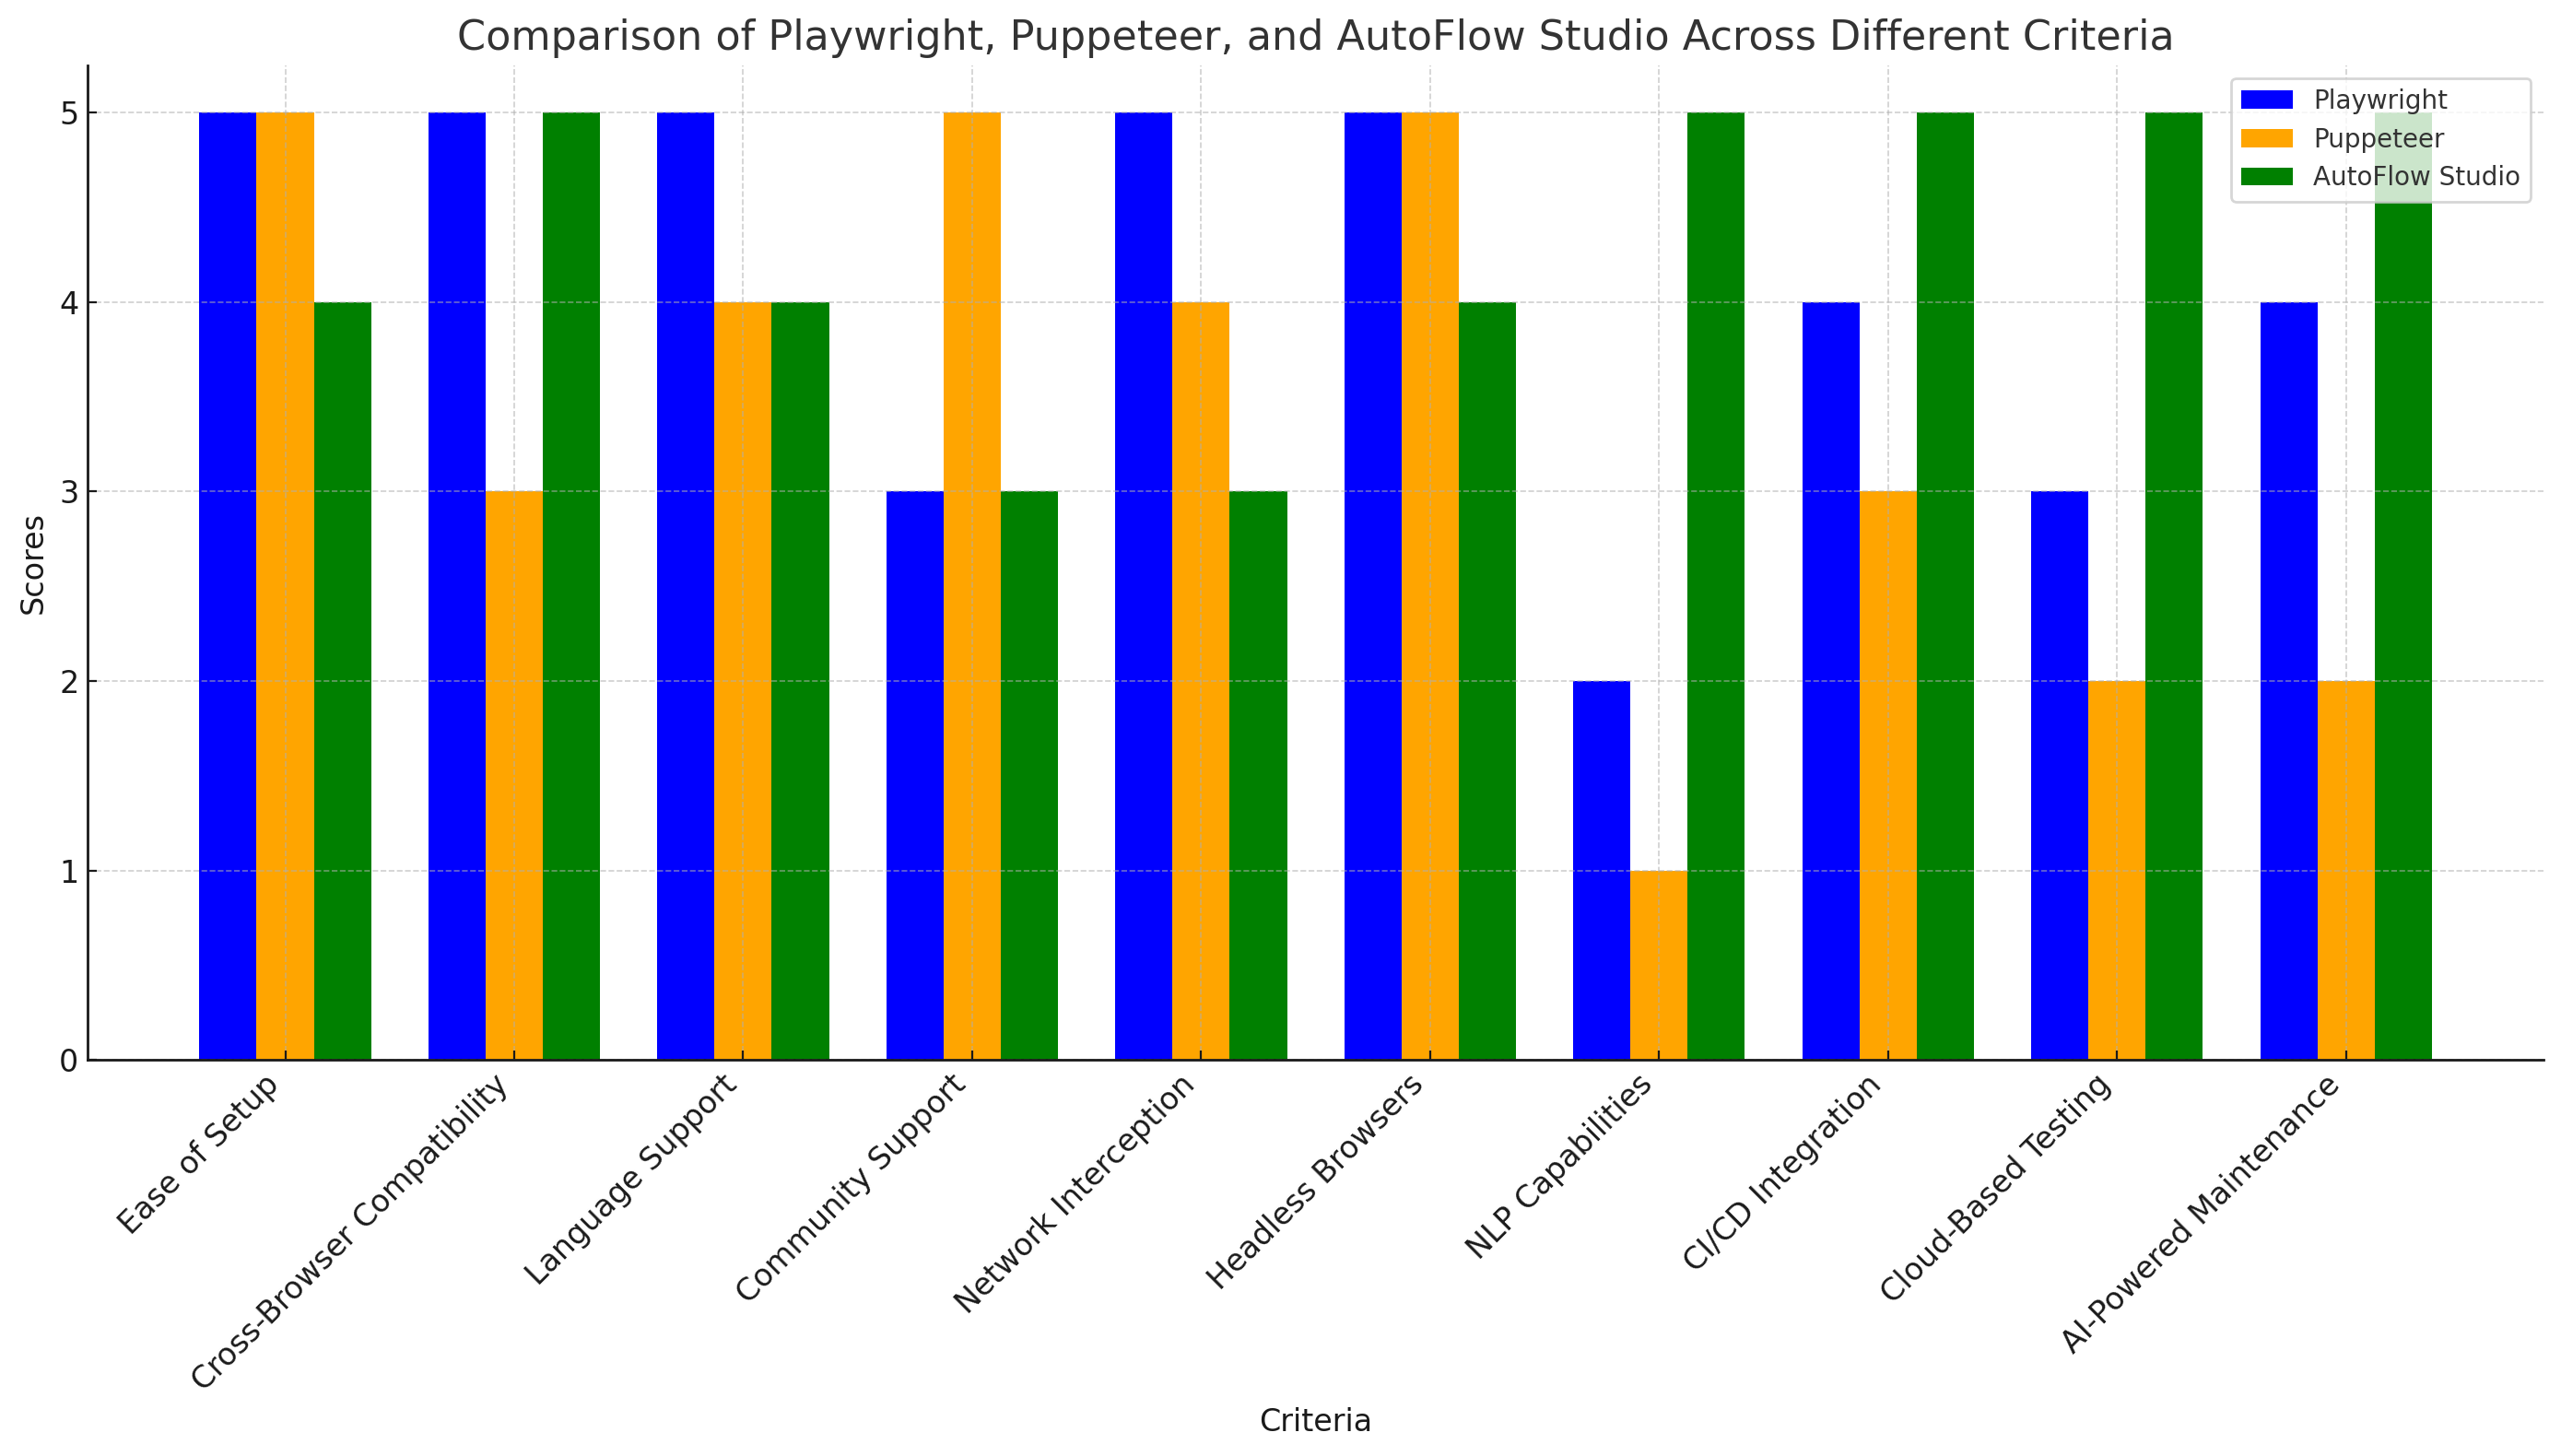 Comparison of Playwright, Puppeteer, and AutoFlow Studio Across Different Criteria
Playwright
Puppeteer
AutoFlow Studio
5
4
3
2
1
0
Scores
Ease of Setup
Cross-Browser Compatibility
Language Support
Community Support
Network Interception
Headless Browsers
NLP Capabilities
CI/CD Integration
Cloud-Based Testing
AI-Powered Maintenance
Criteria